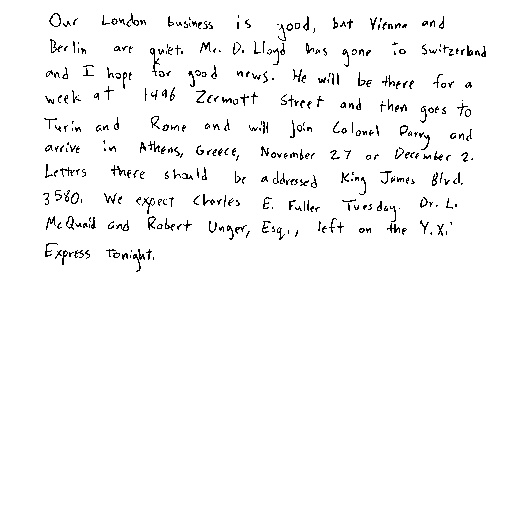 Our London business is good, but Vienna and
Berlin are quiet. Mr. D. Lloyd has gone to Switzerland
and I hope for good news. He will be there for a
week at 1496 Zermott Street and then goes to
Turin and Rome and will join Colonel Parry and
arrive in Athens, Greece, November 27 or December 2.
Letters there should be addressed King James Blvd.
3580. We expect Charles E. Fuller Tuesday. Dr. L.
McQuaid and Robert Unger, Esq., left on the Y.X.'
Express tonight.